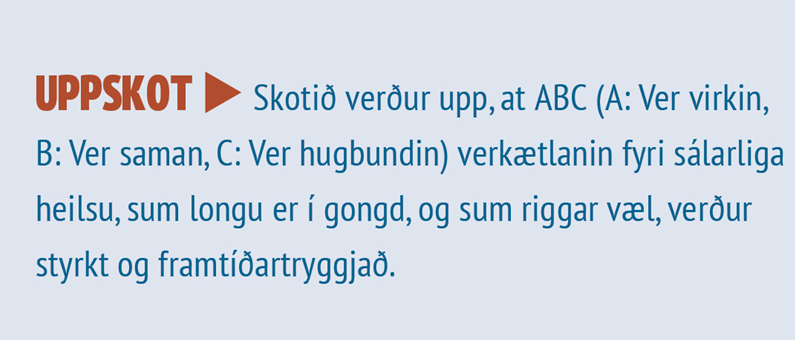 UPPSKOT ▶ Skotið verður upp, at ABC (A: Ver virkin,
B: Ver saman, C: Ver hugbundin) verkætlanin fyri sálarliga
heilsu, sum longu er í gongd, og sum riggar væl, verður
styrkt og framtíðartryggjað.